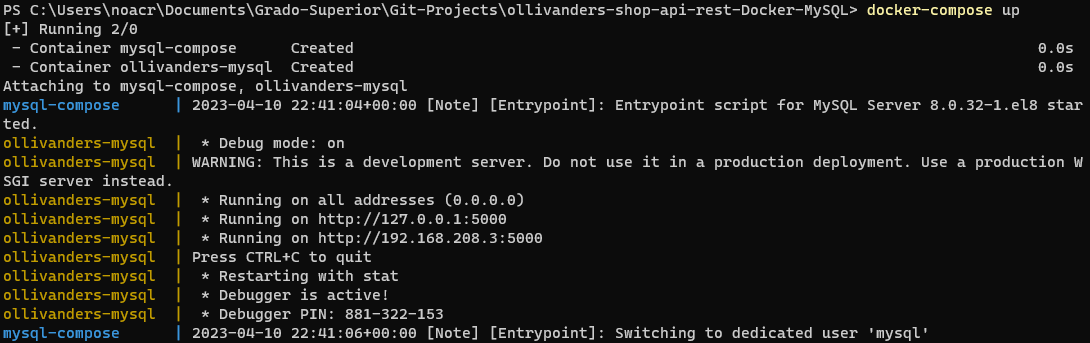 PS C:\Users\noacr\Documents\Grado-Superior\Git-Projects\ollivanders-shop-api-rest-Docker-MySQL> docker-compose up
[+] Running 2/0
 - Container mysql-compose      Created                                                                          0.0s
 - Container ollivanders-mysql  Created                                                                          0.0s
Attaching to mysql-compose, ollivanders-mysql
mysql-compose      | 2023-04-10 22:41:04+00:00 [Note] [Entrypoint]: Entrypoint script for MySQL Server 8.0.32-1.el8 star
ted.
ollivanders-mysql  |  * Debug mode: on
ollivanders-mysql  | WARNING: This is a development server. Do not use it in a production deployment. Use a production W
SGI server instead.
ollivanders-mysql  |  * Running on all addresses (0.0.0.0)
ollivanders-mysql  |  * Running on http://127.0.0.1:5000
ollivanders-mysql  |  * Running on http://192.168.208.3:5000
ollivanders-mysql  | Press CTRL+C to quit
ollivanders-mysql  |  * Restarting with stat
ollivanders-mysql  |  * Debugger is active!
ollivanders-mysql  |  * Debugger PIN: 881-322-153
mysql-compose      | 2023-04-10 22:41:06+00:00 [Note] [Entrypoint]: Switching to dedicated user 'mysql'